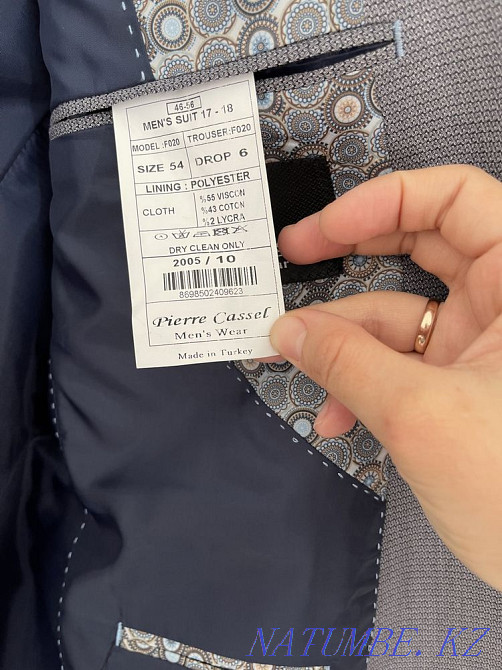 46-56
MEN'S SUIT 17 - 18
MODEL :F020 TROUSER:F020
SIZE 54 DROP 6
LINING : POLYESTER
CLOTH
%55 VISCON
%43 COTON
%2 LYCRA
DRY CLEAN ONLY
2005 / 10
8698502409623
Pierre Cassel
Men's Wear
Made in Turkey
NATUMBE. KZ